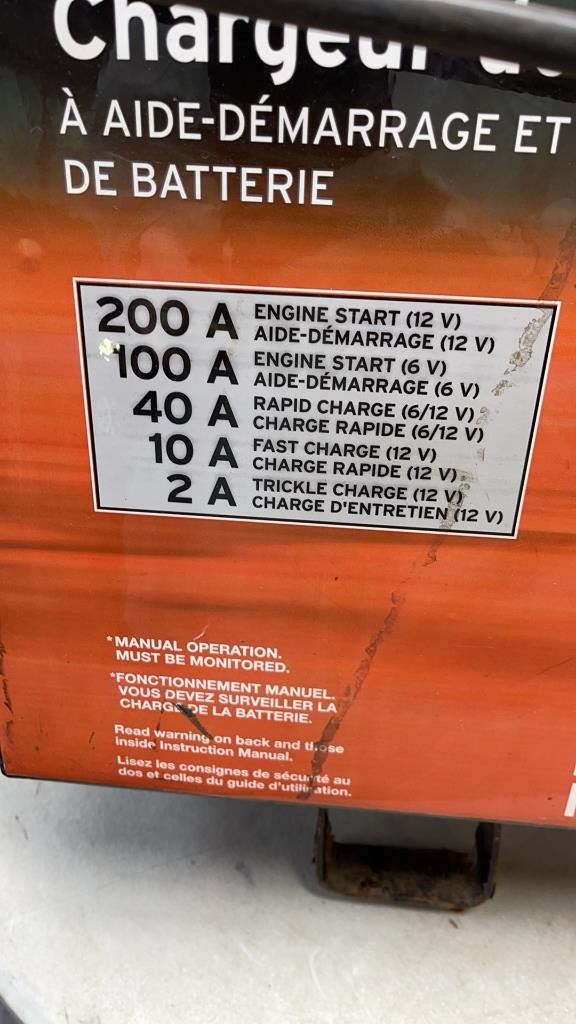 Chargeur de
À AIDE-DÉMARRAGE ET
DE BATTERIE
200 A ENGINE START (12 V)
AIDE-DÉMARRAGE (12 V)
100 A ENGINE START (6 V)
AIDE-DÉMARRAGE (6 V)
40 A RAPID CHARGE (6/12 V)
CHARGE RAPIDE (6/12 V)
10 A FAST CHARGE (12 V)
CHARGE RAPIDE (12 V)
2 A TRICKLE CHARGE (12 V)
CHARGE D'ENTRETIEN (12 V)
*MANUAL OPERATION.
MUST BE MONITORED.
*FONCTIONNEMENT MANUEL.
VOUS DEVEZ SURVEILLER LA
CHARGE DE LA BATTERIE.
Read warning on back and those
inside Instruction Manual.
Lisez les consignes de sécurité au
dos et celles du guide d'utilisation.